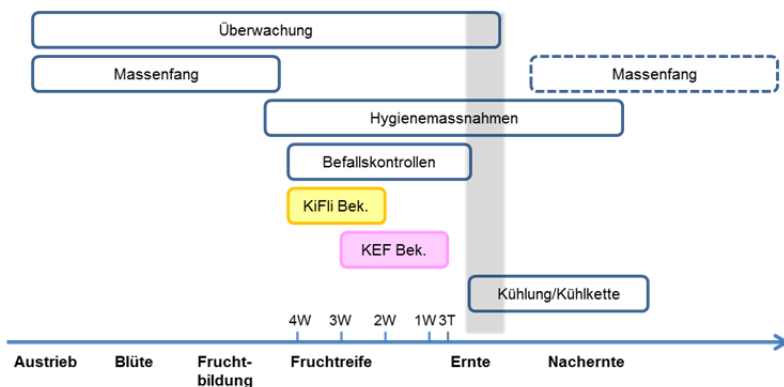 Überwachung
Massenfang
Massenfang
Hygienemassnahmen
Befallskontrollen
KiFli Bek.
KEF Bek.
Kühlung/Kühlkette
4W 3W 2W 1W 3T
Austrieb Blüte Frucht- Fruchtreife Ernte Nachernte
bildung